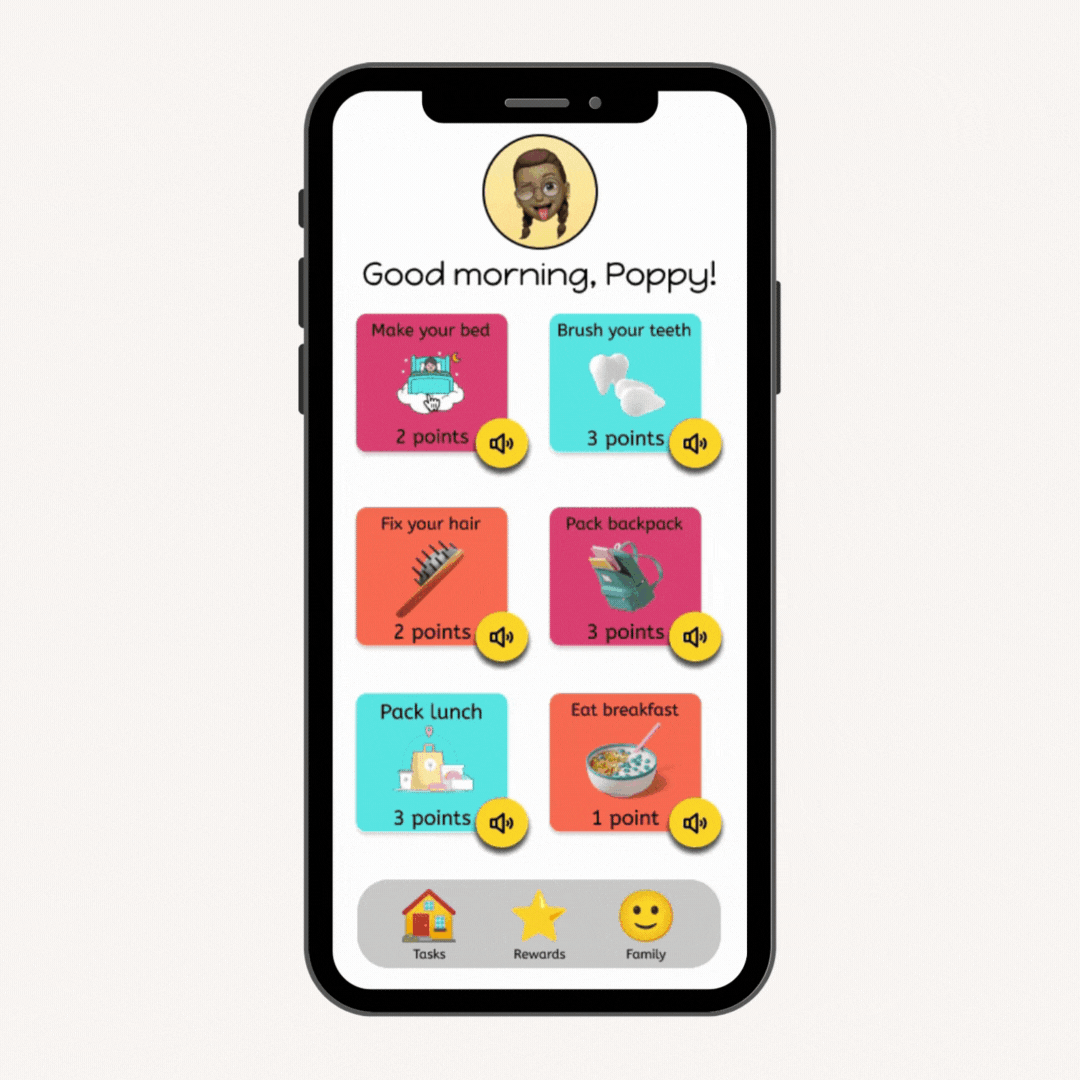 Good morning, Poppy!
Make your bed
2 points
Brush your teeth
3 points
Fix your hair
2 points
Pack backpack
3 points
Pack lunch
3 points
Eat breakfast
1 point
Tasks
Rewards
Family